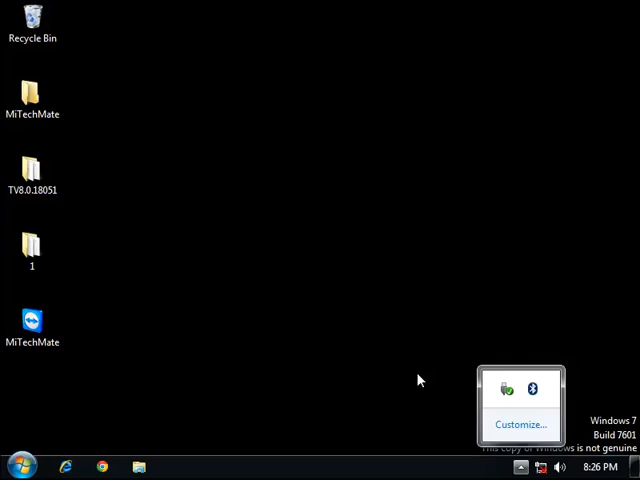 Recycle Bin
MiTechMate
TV8.0.18051
1
MiTechMate
Customize...
Windows 7
Build 7601
This copy of Windows is not genuine
8:26 PM